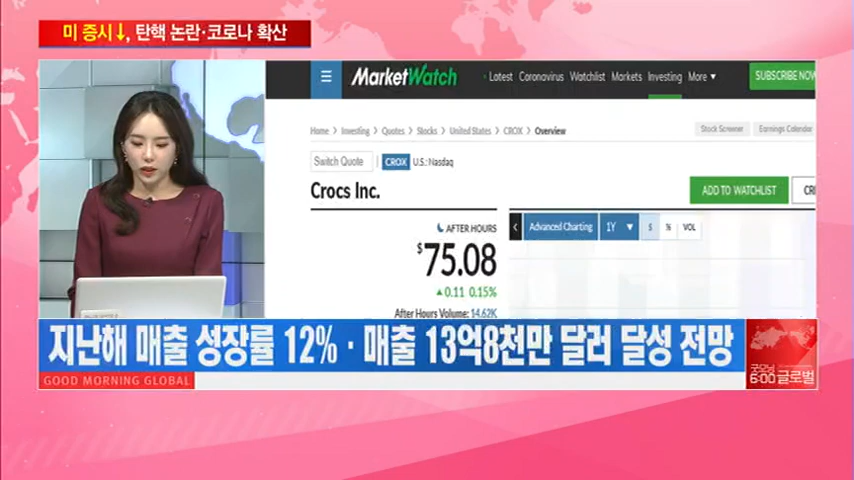 미 증시↓, 탄핵 논란·코로나 확산
MarketWatch
Latest Coronavirus Watchlist Markets Investing More ▾
SUBSCRIBE NOW
Home > Investing > Quotes > Stocks > United States > CROX > Overview
Stock Screener
Earnings Calendar
Switch Quote
CROX U.S.: Nasdaq
Crocs Inc.
ADD TO WATCHLIST
CR
AFTER HOURS
$75.08
▲0.11 0.15%
After Hours Volume: 14.62K
< Advanced Charting 1Y ▼ $ % VOL
지난해 매출 성장률 12%·매출 13억8천만 달러 달성 전망
GOOD MORNING GLOBAL
굿모닝
6:00 글로벌